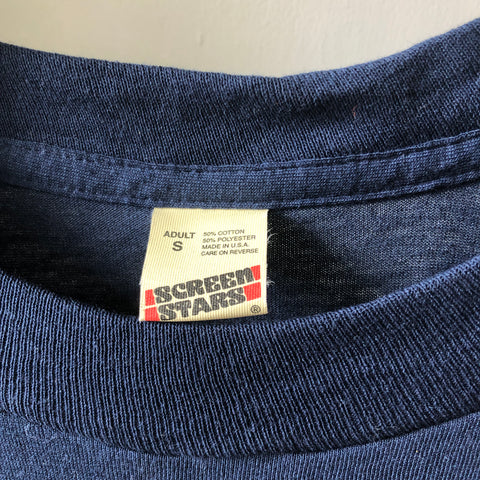 ADULT
S
50% COTTON
50% POLYESTER
MADE IN U.S.A.
CARE ON REVERSE
SCREEN
STARS
®